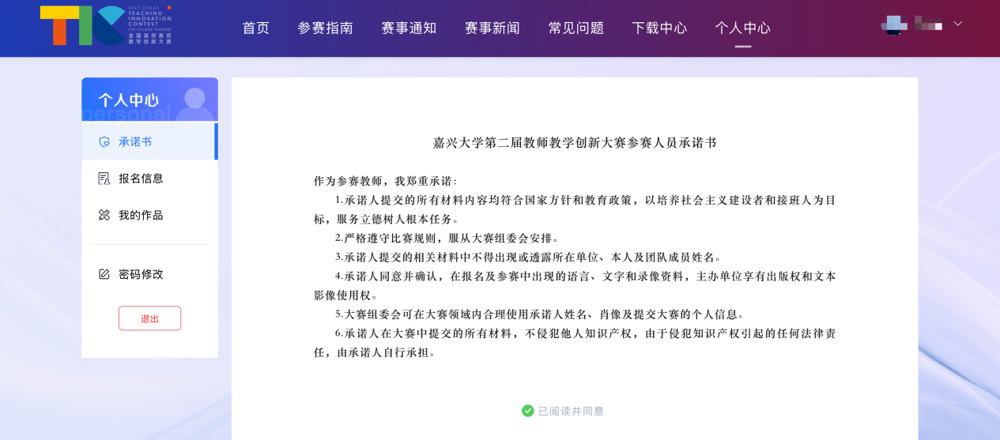 NATIONAL
TEACHING
INNOVATION
CONTEST
FOR COLLEGE TEACHERS
全国高校教师
教学创新大赛
首页 参赛指南 赛事通知 赛事新闻 常见问题 下载中心 个人中心
个人中心
personal
承诺书
报名信息
我的作品
密码修改
退出
嘉兴大学第二届教师教学创新大赛参赛人员承诺书
作为参赛教师，我郑重承诺：
1.承诺人提交的所有材料内容均符合国家方针和教育政策，以培养社会主义建设者和接班人为目
标，服务立德树人根本任务。
2.严格遵守比赛规则，服从大赛组委会安排。
3.承诺人提交的相关材料中不得出现或透露所在单位、本人及团队成员姓名。
4.承诺人同意并确认，在报名及参赛中出现的语言、文字和录像资料，主办单位享有出版权和文本
影像使用权。
5.大赛组委会可在大赛领域内合理使用承诺人姓名、肖像及提交大赛的个人信息。
6.承诺人在大赛中提交的所有材料，不侵犯他人知识产权，由于侵犯知识产权引起的任何法律责
任，由承诺人自行承担。
已阅读并同意